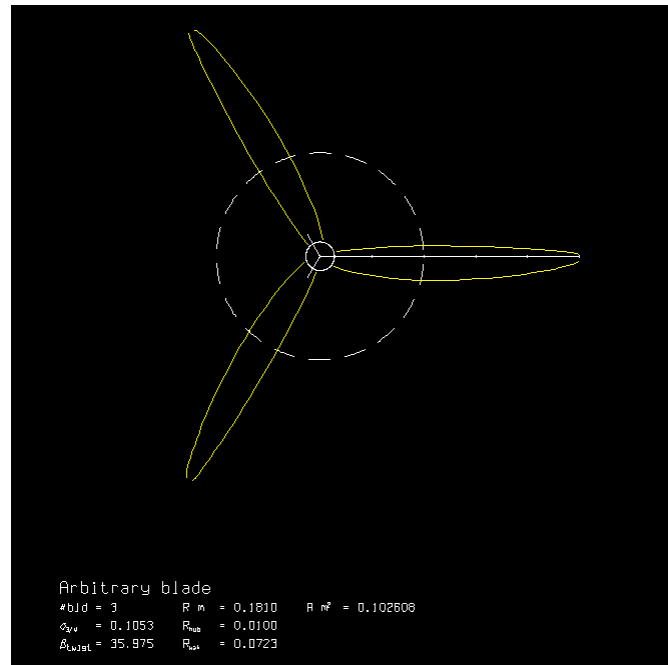 Arbitrary blade
#bld = 3 R m = 0.1810 A m² = 0.102608
σ3/4 = 0.1053 Rhub = 0.0100
βtwist = 35.975 Rwak = 0.0723